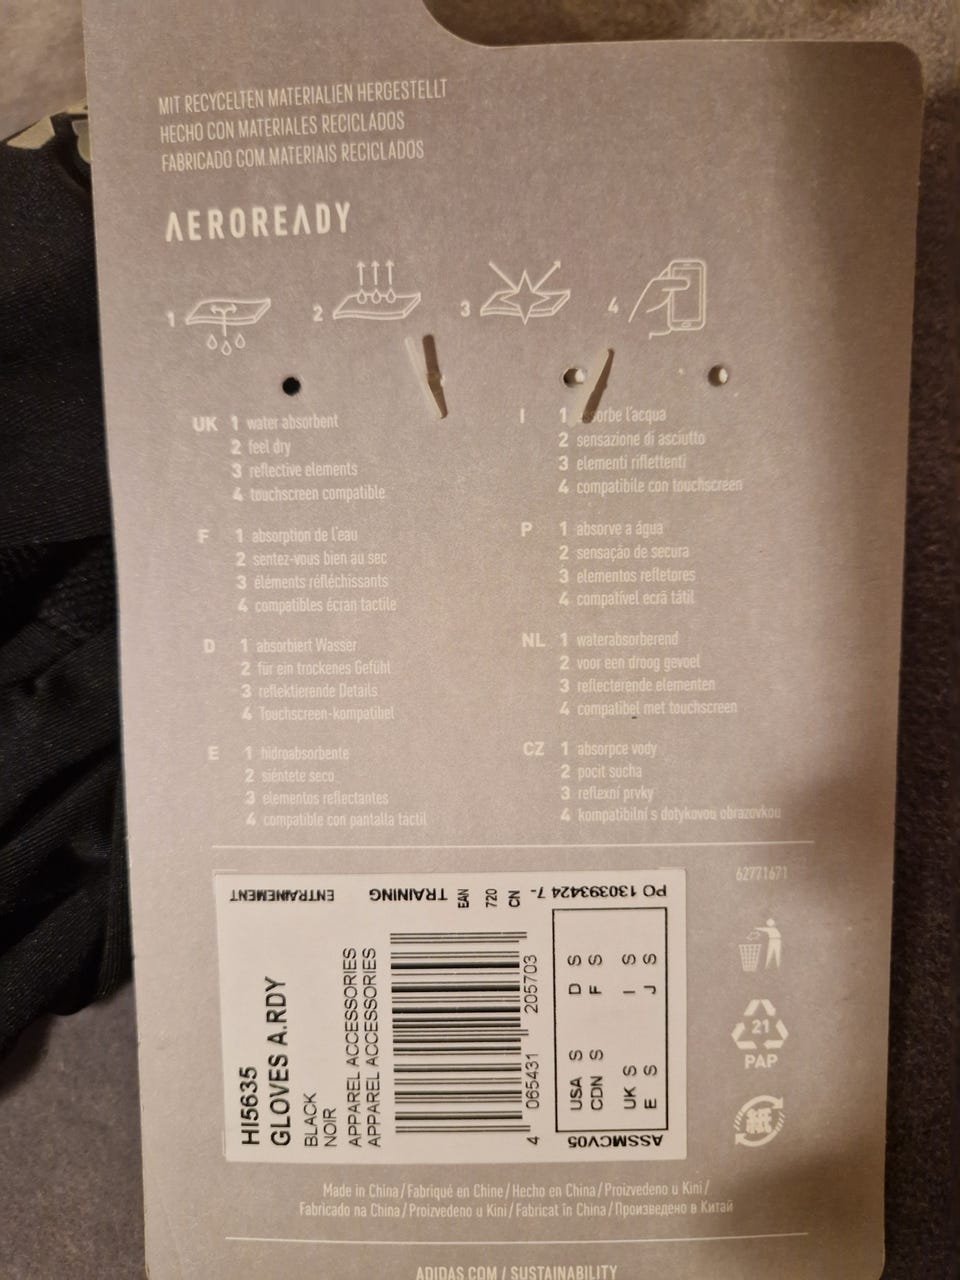 MIT RECYCELTEN MATERIALIEN HERGESTELLT
HECHO CON MATERIALES RECICLADOS
FABRICADO COM MATERIAIS RECICLADOS
AEROREADY
1 2 3 4
UK 1 water absorbent
2 feel dry
3 reflective elements
4 touchscreen compatible
F 1 absorption de l'eau
2 sentez-vous bien au sec
3 éléments réfléchissants
4 compatibles écran tactile
D 1 absorbiert Wasser
2 für ein trockenes Gefühl
3 reflektierende Details
4 Touchscreen-kompatibel
E 1 hidroabsorbente
2 siéntete seco
3 elementos reflectantes
4 compatible con pantalla táctil
I 1 l'acqua
2 sensazione di asciutto
3 elementi riflettenti
4 compatibile con touchscreen
P 1 absorve a água
2 sensação de secura
3 elementos refletores
4 compatível ecrã tátil
NL 1 waterabsorberend
2 voor een droog gevoel
3 reflecterende elementen
4 compatibel met touchscreen
CZ 1 absorpce vody
2 pocit sucha
3 reflexní prvky
4 kompatibilní s dotykovou obrazovkou
62771671
HI5635
GLOVES A.RDY
BLACK
NOIR
APPAREL ACCESSORIES
APPAREL ACCESSORIES
4 065431 205703
ENTRAINEMENT
TRAINING
EAN
720
CN
PO 130393424 7-
USA S D S
CDN S F S
UK S I S
E S J S
ASSMCV05
21
PAP
紙
Made in China / Fabriqué en Chine / Hecho en China / Proizvedeno u Kini /
Fabricado na China / Proizvedeno u Kini / Fabricat în China / Произведено в Китай
ADIDAS.COM / SUSTAINABILITY